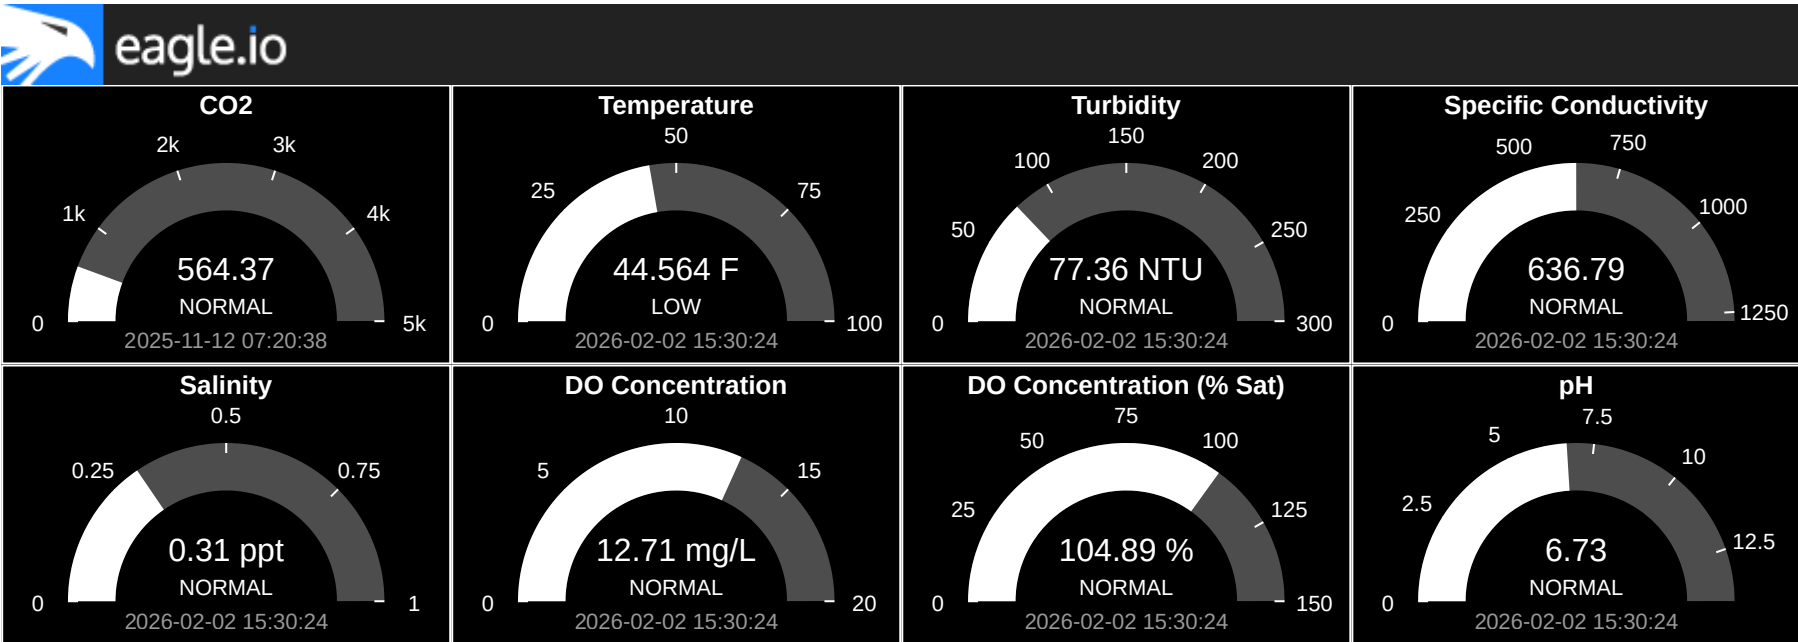 eagle.io
CO2
2k 3k
1k 4k
564.37
NORMAL
0 5k
2025-11-12 07:20:38
Temperature
50
25 75
44.564 F
LOW
0 100
2026-02-02 15:30:24
Turbidity
150
100 200
50 250
77.36 NTU
NORMAL
0 300
2026-02-02 15:30:24
Specific Conductivity
500 750
250 1000
636.79
NORMAL
0 1250
2026-02-02 15:30:24
Salinity
0.5
0.25 0.75
0.31 ppt
NORMAL
0 1
2026-02-02 15:30:24
DO Concentration
10
5 15
12.71 mg/L
NORMAL
0 20
2026-02-02 15:30:24
DO Concentration (% Sat)
75
50 100
25 125
104.89 %
NORMAL
0 150
2026-02-02 15:30:24
pH
7.5
5 10
2.5 12.5
6.73
NORMAL
0
2026-02-02 15:30:24